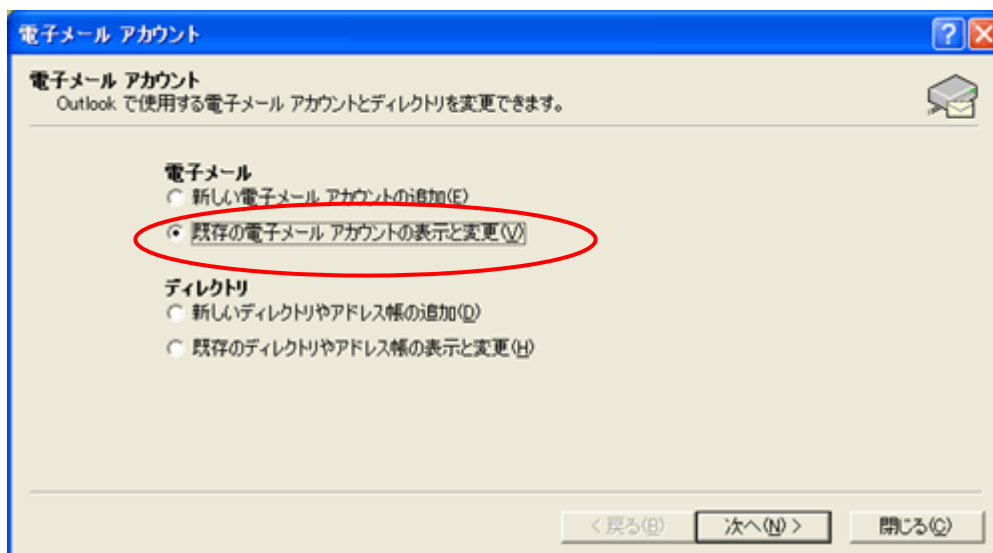 電子メール アカウント
電子メール アカウント
Outlook で使用する電子メール アカウントとディレクトリを変更できます。
電子メール
新しい電子メール アカウントの追加(E)
既存の電子メール アカウントの表示と変更(V)
ディレクトリ
新しいディレクトリやアドレス帳の追加(D)
既存のディレクトリやアドレス帳の表示と変更(H)
< 戻る(B) 次へ(N) > 閉じる(C)